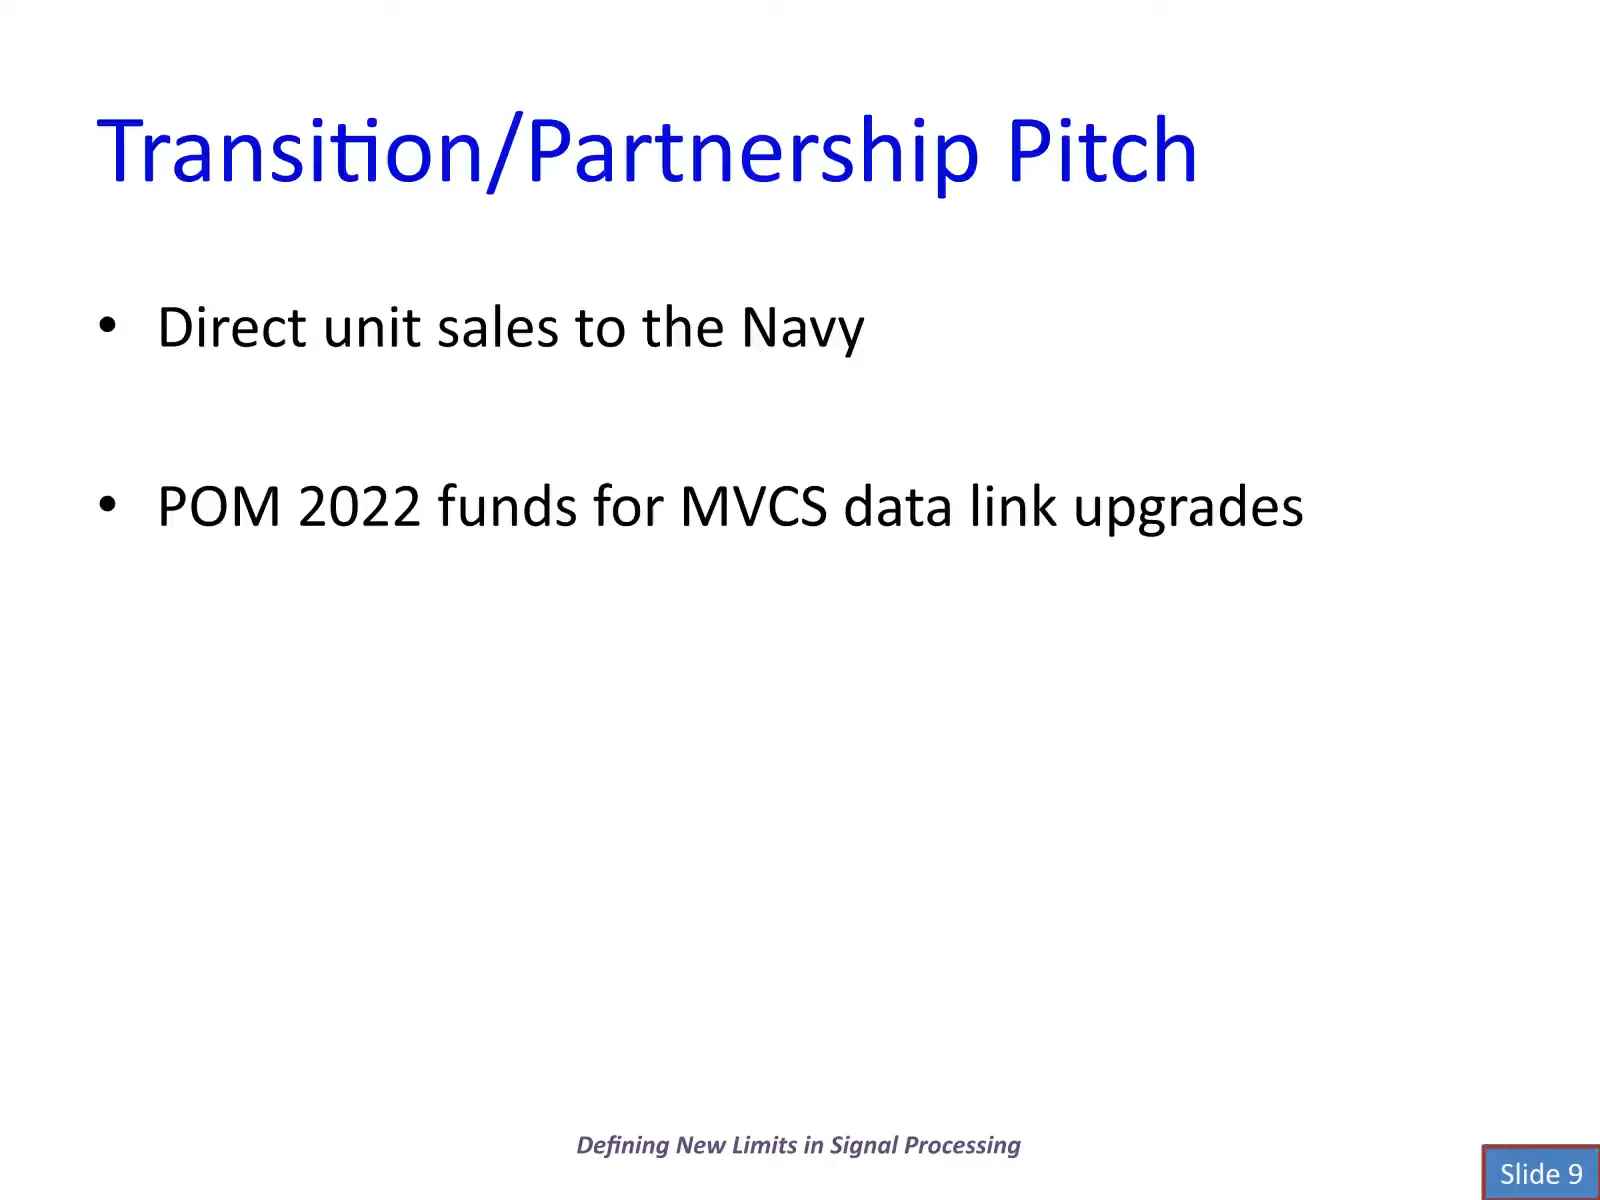 Transition/Partnership Pitch
• Direct unit sales to the Navy
• POM 2022 funds for MVCS data link upgrades
Defining New Limits in Signal Processing
Slide 9